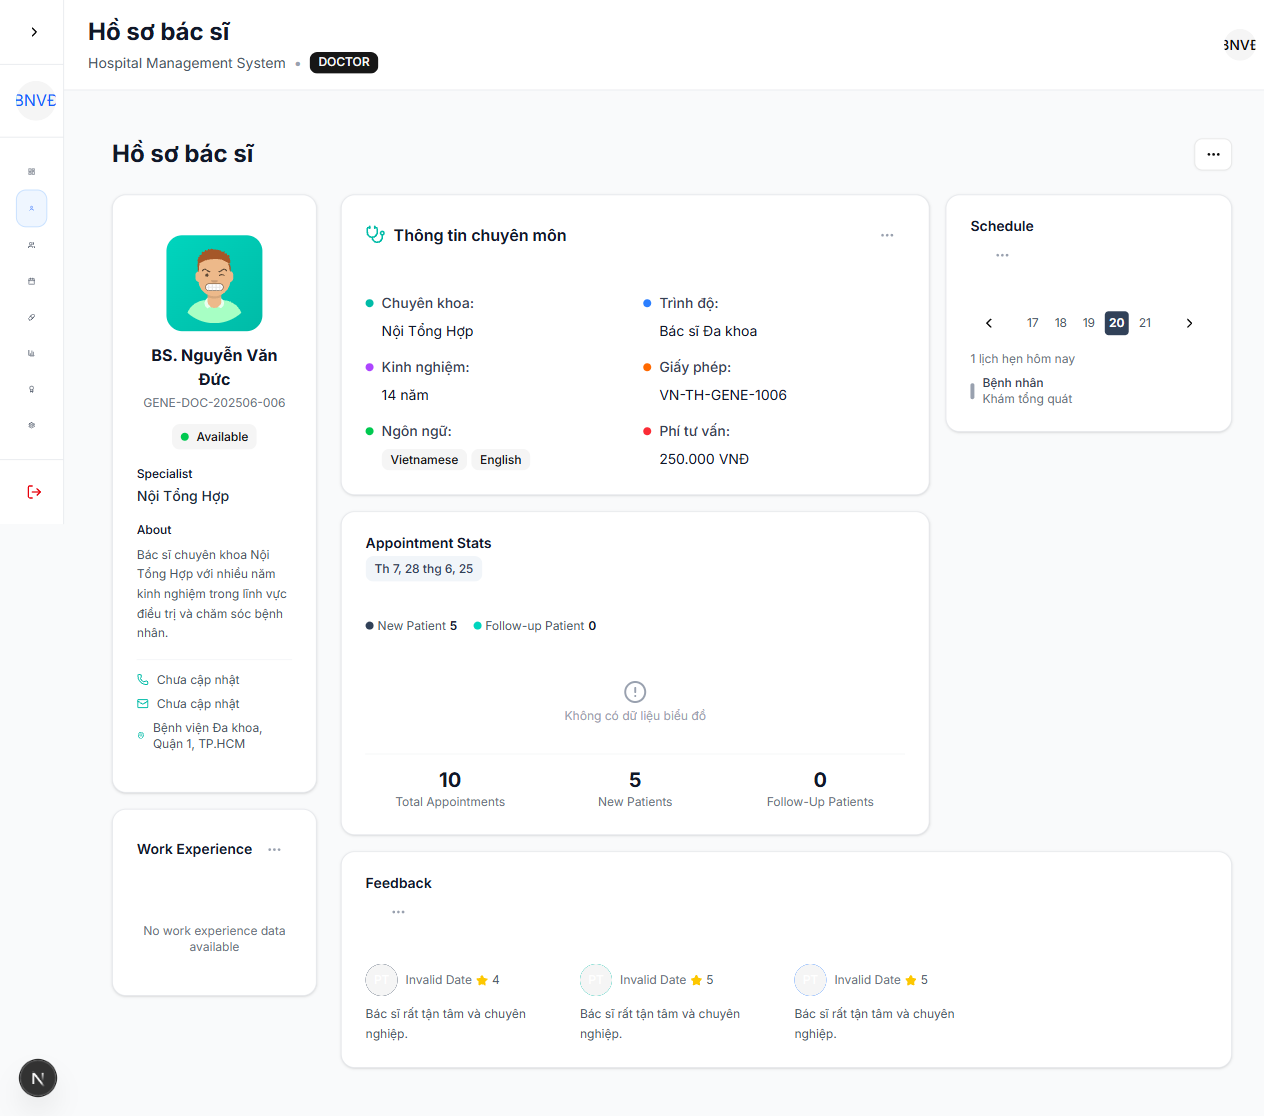 Hồ sơ bác sĩ
Hospital Management System • DOCTOR
BNVĐ
BNVĐ
Hồ sơ bác sĩ
BS. Nguyễn Văn
Đức
GENE-DOC-202506-006
Available
Specialist
Nội Tổng Hợp
About
Bác sĩ chuyên khoa Nội
Tổng Hợp với nhiều năm
kinh nghiệm trong lĩnh vực
điều trị và chăm sóc bệnh
nhân.
Chưa cập nhật
Chưa cập nhật
Bệnh viện Đa khoa,
Quận 1, TP.HCM
Work Experience
No work experience data
available
Thông tin chuyên môn
Chuyên khoa:
Nội Tổng Hợp
Trình độ:
Bác sĩ Đa khoa
Kinh nghiệm:
14 năm
Giấy phép:
VN-TH-GENE-1006
Ngôn ngữ:
Vietnamese English
Phí tư vấn:
250.000 VNĐ
Appointment Stats
Th 7, 28 thg 6, 25
New Patient 5 Follow-up Patient 0
Không có dữ liệu biểu đồ
10 5 0
Total Appointments New Patients Follow-Up Patients
Schedule
17 18 19 20 21
1 lịch hẹn hôm nay
Bệnh nhân
Khám tổng quát
Feedback
PT Invalid Date 4
Bác sĩ rất tận tâm và chuyên
nghiệp.
PT Invalid Date 5
Bác sĩ rất tận tâm và chuyên
nghiệp.
PT Invalid Date 5
Bác sĩ rất tận tâm và chuyên
nghiệp.
N